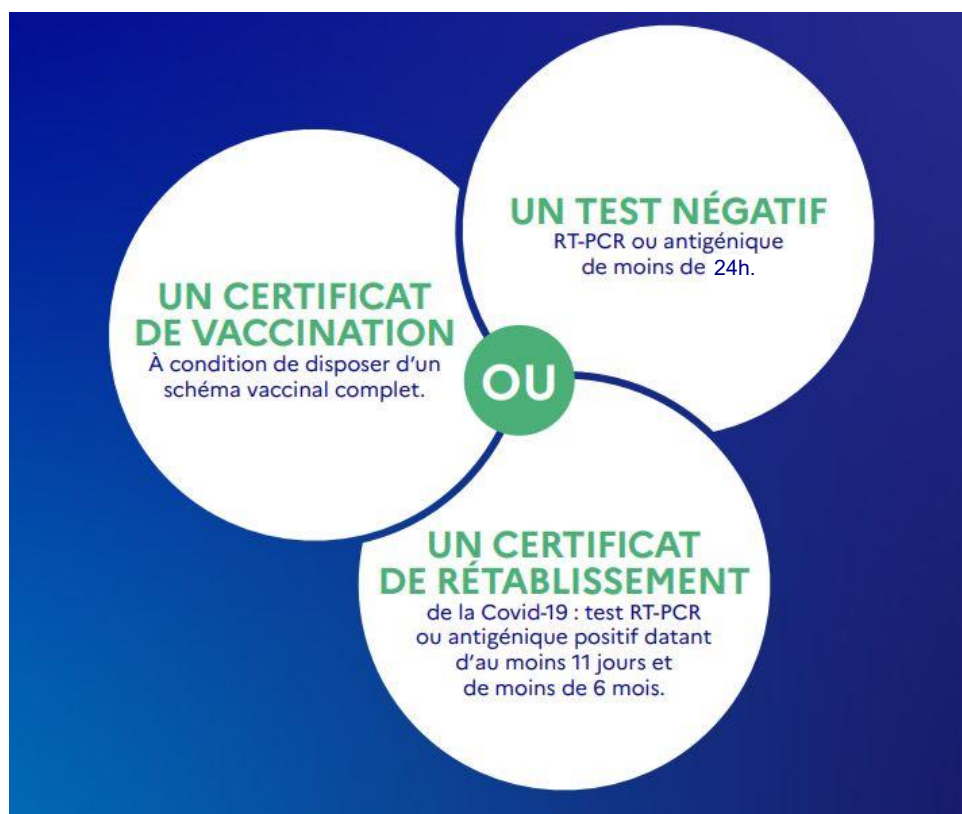 UN CERTIFICAT
DE VACCINATION
À condition de disposer d'un
schéma vaccinal complet.
OU
UN TEST NÉGATIF
RT-PCR ou antigénique
de moins de 24h.
UN CERTIFICAT
DE RÉTABLISSEMENT
de la Covid-19 : test RT-PCR
ou antigénique positif datant
d'au moins 11 jours et
de moins de 6 mois.